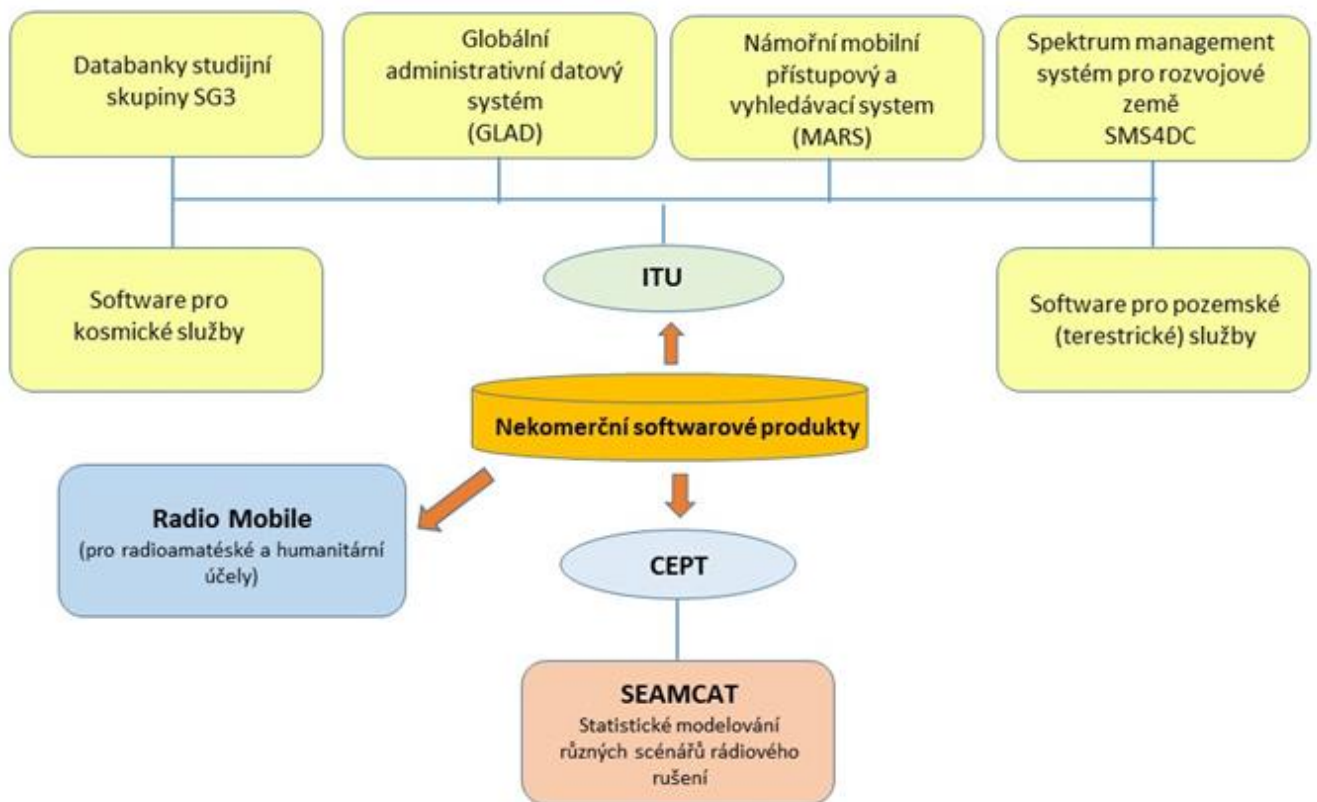 Databanky studijní
skupiny SG3
Globální
administrativní datový
systém
(GLAD)
Námořní mobilní
přístupový a
vyhledávací system
(MARS)
Spektrum management
systém pro rozvojové
země
SMS4DC
Software pro
kosmické služby
ITU
Software pro pozemské
(terestrické) služby
Nekomerční softwarové produkty
Radio Mobile
(pro radioamatéské a humanitární
účely)
CEPT
SEAMCAT
Statistické modelování
různých scénářů rádiového
rušení